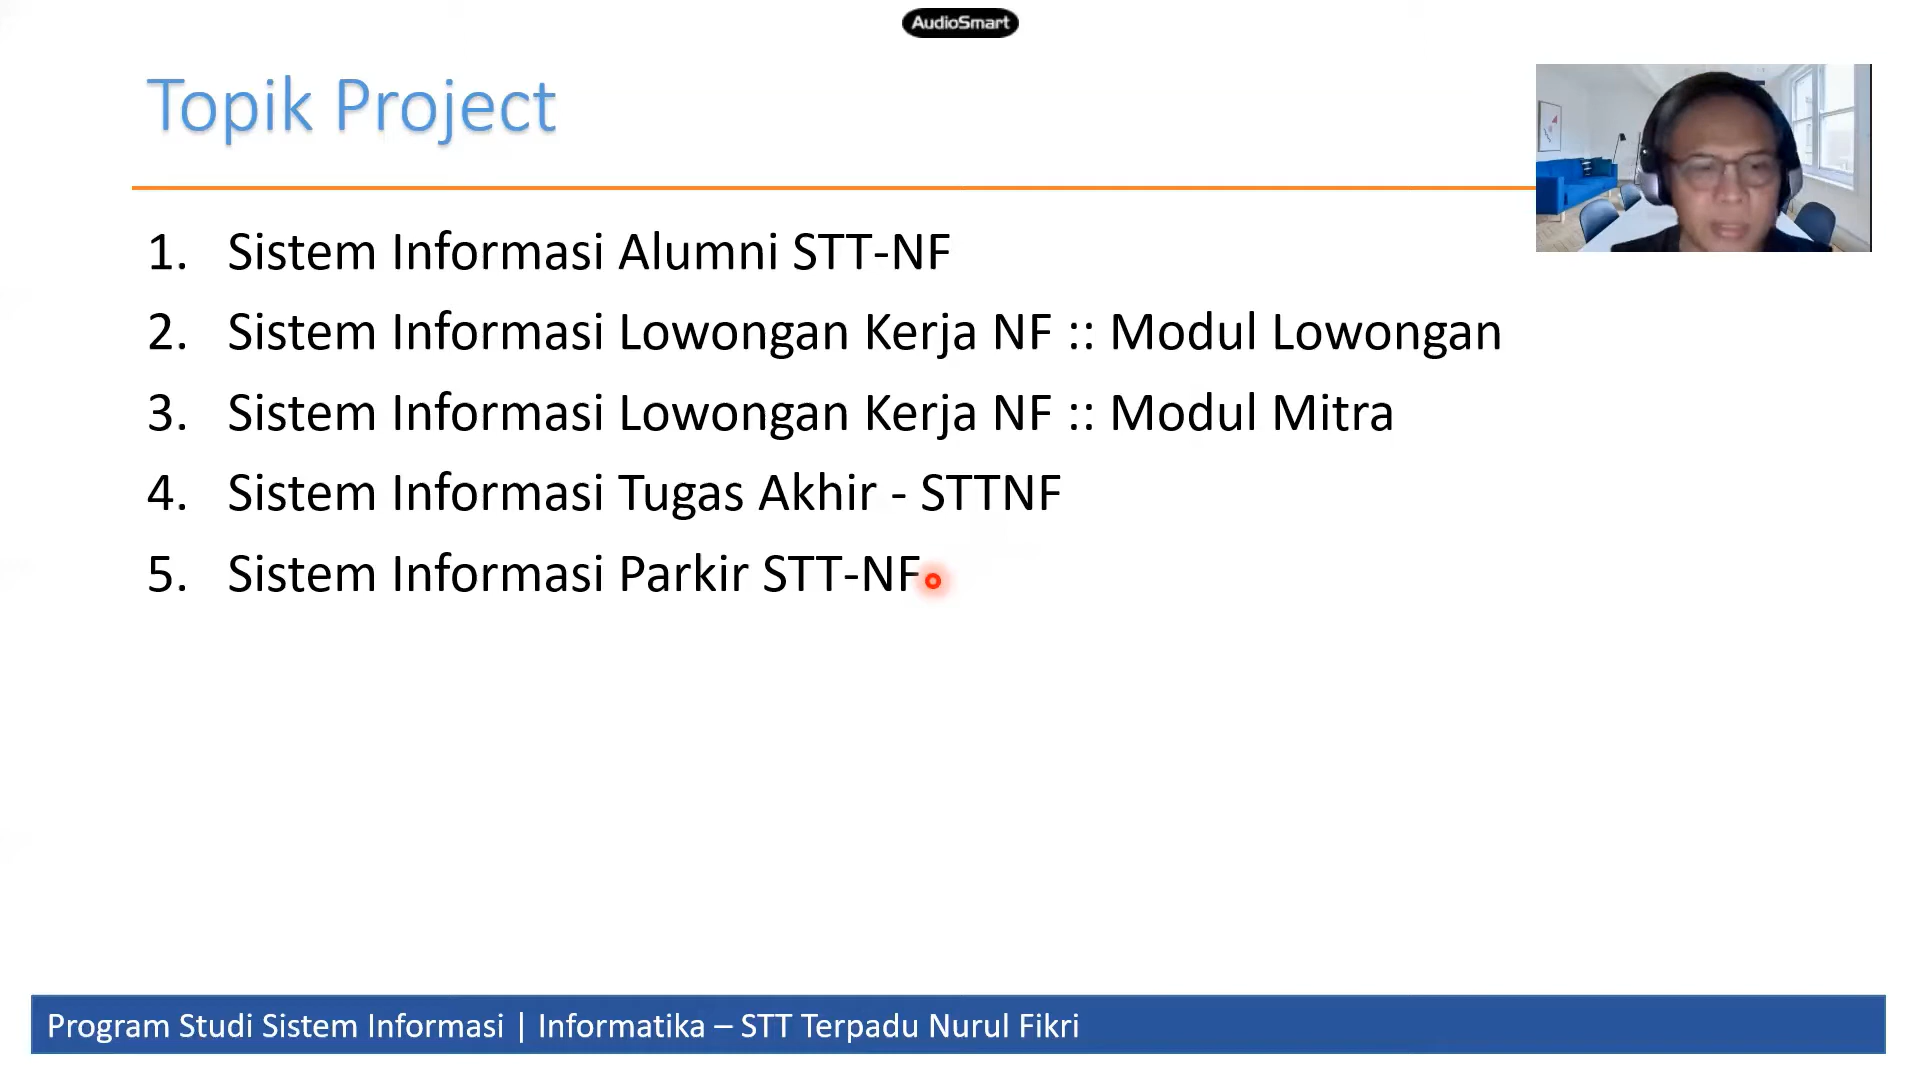 AudioSmart
Topik Project
1. Sistem Informasi Alumni STT-NF
2. Sistem Informasi Lowongan Kerja NF :: Modul Lowongan
3. Sistem Informasi Lowongan Kerja NF :: Modul Mitra
4. Sistem Informasi Tugas Akhir - STTNF
5. Sistem Informasi Parkir STT-NF
Program Studi Sistem Informasi | Informatika – STT Terpadu Nurul Fikri